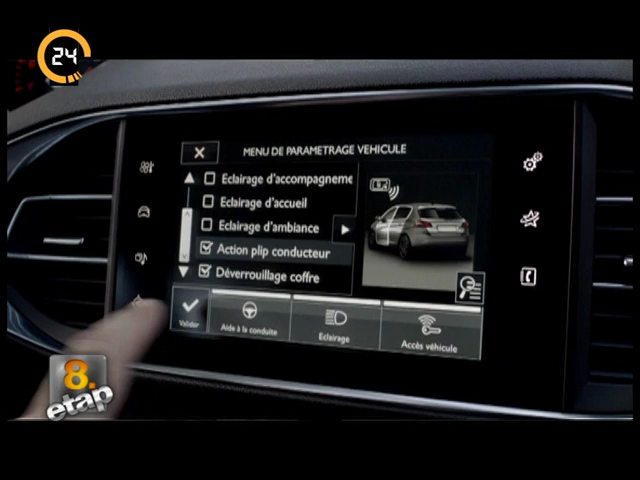 24
MENU DE PARAMETRAGE VEHICULE
Eclairage d'accompagneme
Eclairage d'accueil
Eclairage d'ambiance
Action plip conducteur
Déverrouillage coffre
Valider
Aide à la conduite
Eclairage
Accès véhicule
8.
etap